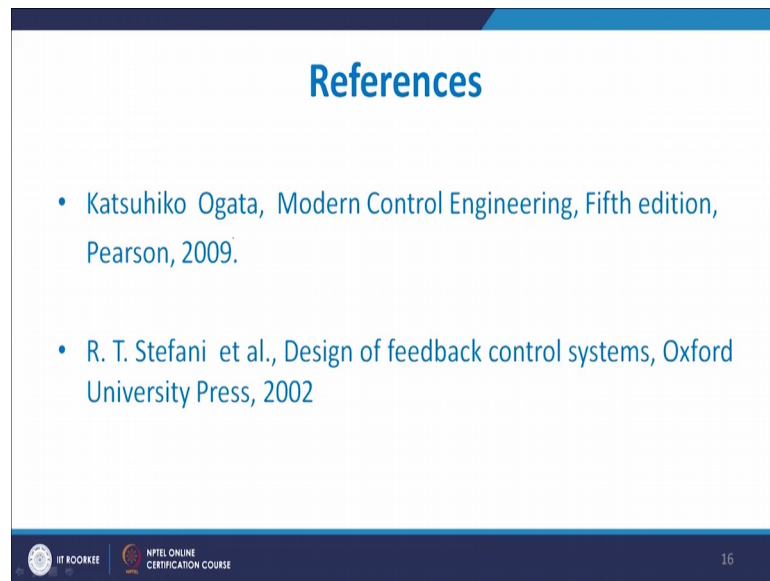 References
• Katsuhiko Ogata, Modern Control Engineering, Fifth edition,
Pearson, 2009.
• R. T. Stefani et al., Design of feedback control systems, Oxford
University Press, 2002
IIT ROORKEE
NPTEL ONLINE
CERTIFICATION COURSE
16